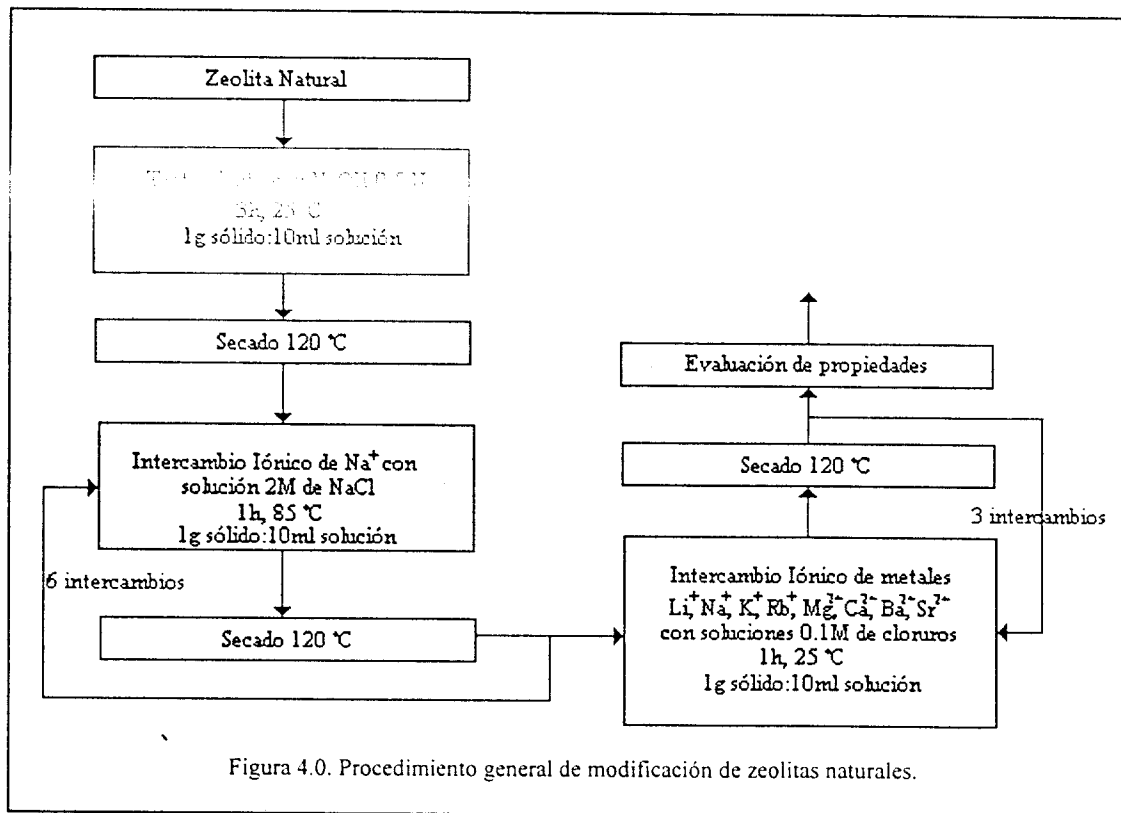 Zeolita Natural
3h, 25 °C
1g sólido:10ml solución
Secado 120 °C
Intercambio Iónico de Na⁺ con
solución 2M de NaCl
1h, 85 °C
1g sólido:10ml solución
6 intercambios
Secado 120 °C
Evaluación de propiedades
Secado 120 °C
3 intercambios
Intercambio Iónico de metales
Li⁺, Na⁺, K⁺, Rb⁺, Mg²⁺, Ca²⁺, Ba²⁺, Sr²⁺
con soluciones 0.1M de cloruros
1h, 25 °C
1g sólido:10ml solución
Figura 4.0. Procedimiento general de modificación de zeolitas naturales.